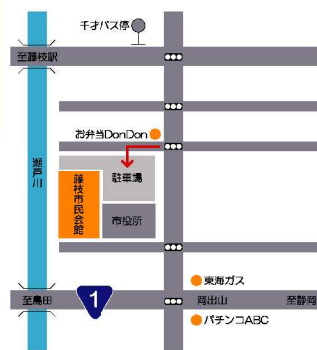 千才バス停
至藤枝駅
お弁当DonDon
瀬戸川
藤枝市民会館
駐車場
市役所
東海ガス
至島田
1
岡出山
至静岡
パチンコABC